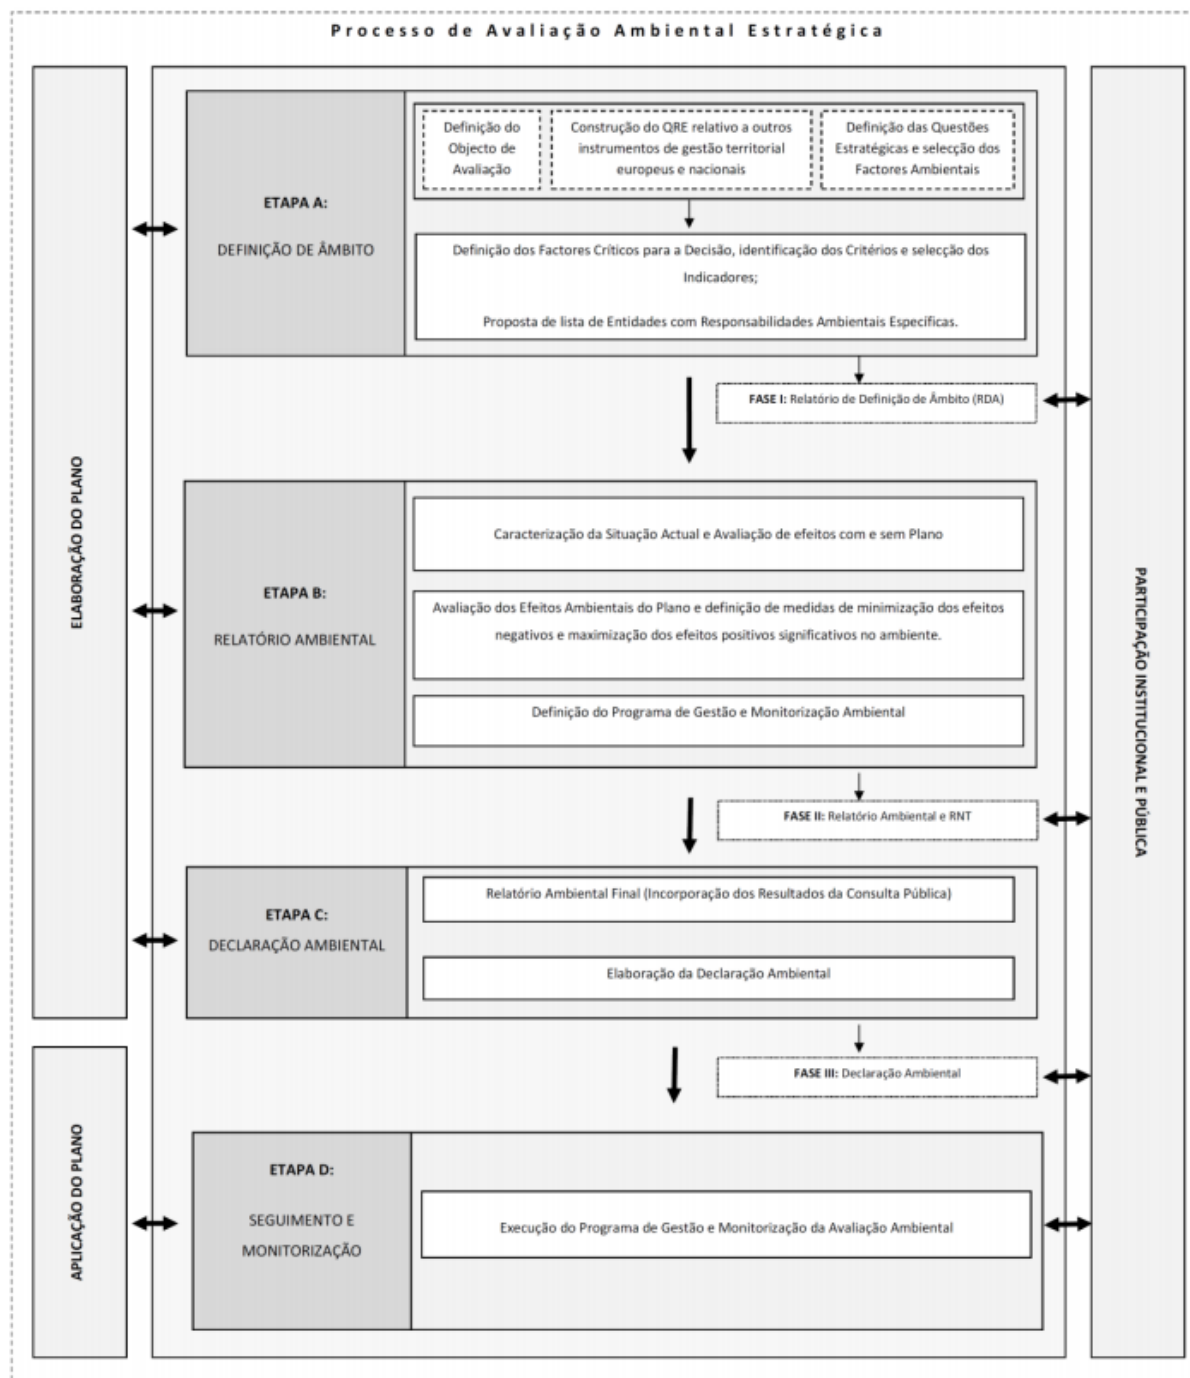 Processo de Avaliação Ambiental Estratégica
ELABORAÇÃO DO PLANO
APLICAÇÃO DO PLANO
ETAPA A:
DEFINIÇÃO DE ÂMBITO
Definição do
Objecto de
Avaliação
Construção do QRE relativo a outros
instrumentos de gestão territorial
europeus e nacionais
Definição das Questões
Estratégicas e selecção dos
Factores Ambientais
Definição dos Factores Críticos para a Decisão, identificação dos Critérios e selecção dos
Indicadores;
Proposta de lista de Entidades com Responsabilidades Ambientais Específicas.
FASE I: Relatório de Definição de Âmbito (RDA)
ETAPA B:
RELATÓRIO AMBIENTAL
Caracterização da Situação Actual e Avaliação de efeitos com e sem Plano
Avaliação dos Efeitos Ambientais do Plano e definição de medidas de minimização dos efeitos
negativos e maximização dos efeitos positivos significativos no ambiente.
Definição do Programa de Gestão e Monitorização Ambiental
FASE II: Relatório Ambiental e RNT
ETAPA C:
DECLARAÇÃO AMBIENTAL
Relatório Ambiental Final (Incorporação dos Resultados da Consulta Pública)
Elaboração da Declaração Ambiental
FASE III: Declaração Ambiental
ETAPA D:
SEGUIMENTO E
MONITORIZAÇÃO
Execução do Programa de Gestão e Monitorização da Avaliação Ambiental
PARTICIPAÇÃO INSTITUCIONAL E PÚBLICA